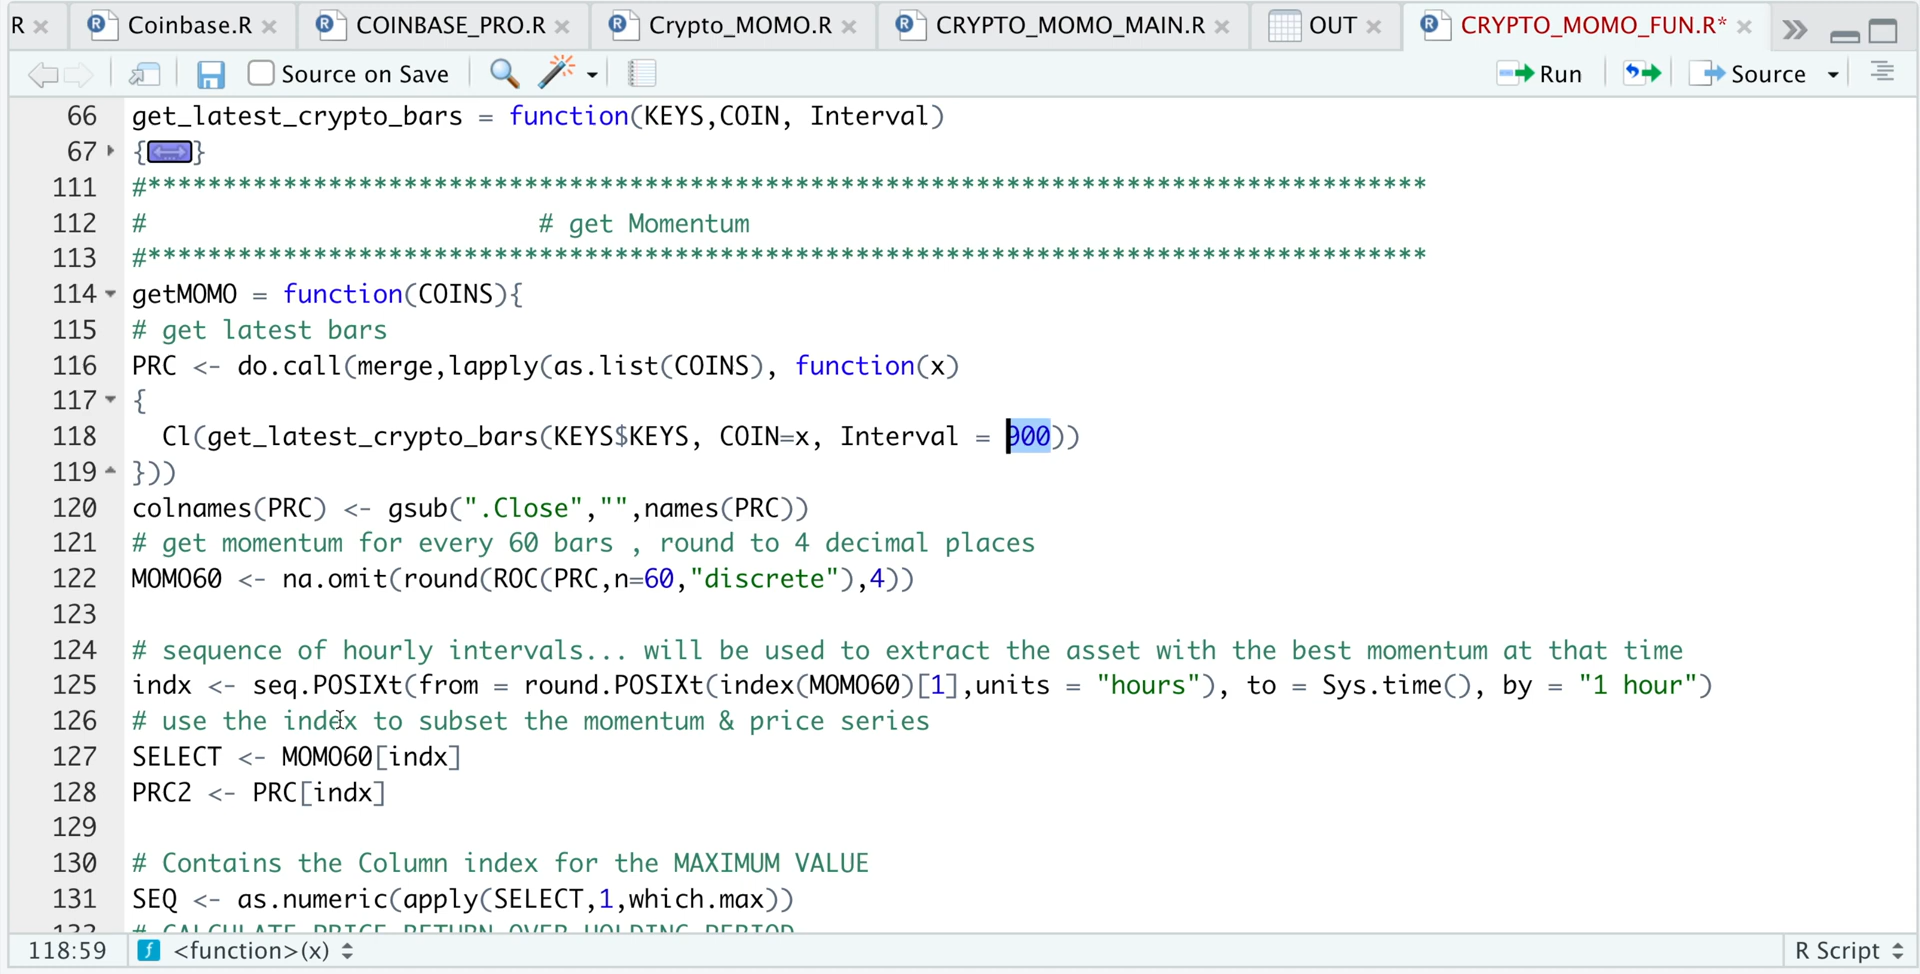 R Coinbase.R COINBASE_PRO.R Crypto_MOMO.R CRYPTO_MOMO_MAIN.R OUT CRYPTO_MOMO_FUN.R*
Source on Save Run Source
66 get_latest_crypto_bars = function(KEYS,COIN, Interval)
67 {}
111 #*************************************************************************************
112 # # get Momentum
113 #*************************************************************************************
114 getMOMO = function(COINS){
115 # get latest bars
116 PRC <- do.call(merge,lapply(as.list(COINS), function(x)
117 {
118 Cl(get_latest_crypto_bars(KEYS$KEYS, COIN=x, Interval = 900))
119 }))
120 colnames(PRC) <- gsub(".Close","",names(PRC))
121 # get momentum for every 60 bars , round to 4 decimal places
122 MOMO60 <- na.omit(round(ROC(PRC,n=60,"discrete"),4))
123
124 # sequence of hourly intervals... will be used to extract the asset with the best momentum at that time
125 indx <- seq.POSIXt(from = round.POSIXt(index(MOMO60)[1],units = "hours"), to = Sys.time(), by = "1 hour")
126 # use the index to subset the momentum & price series
127 SELECT <- MOMO60[indx]
128 PRC2 <- PRC[indx]
129
130 # Contains the Column index for the MAXIMUM VALUE
131 SEQ <- as.numeric(apply(SELECT,1,which.max))
132 # CALCULATE PRICE RETURN OVER HOLDING PERIOD
118:59 <function>(x) R Script